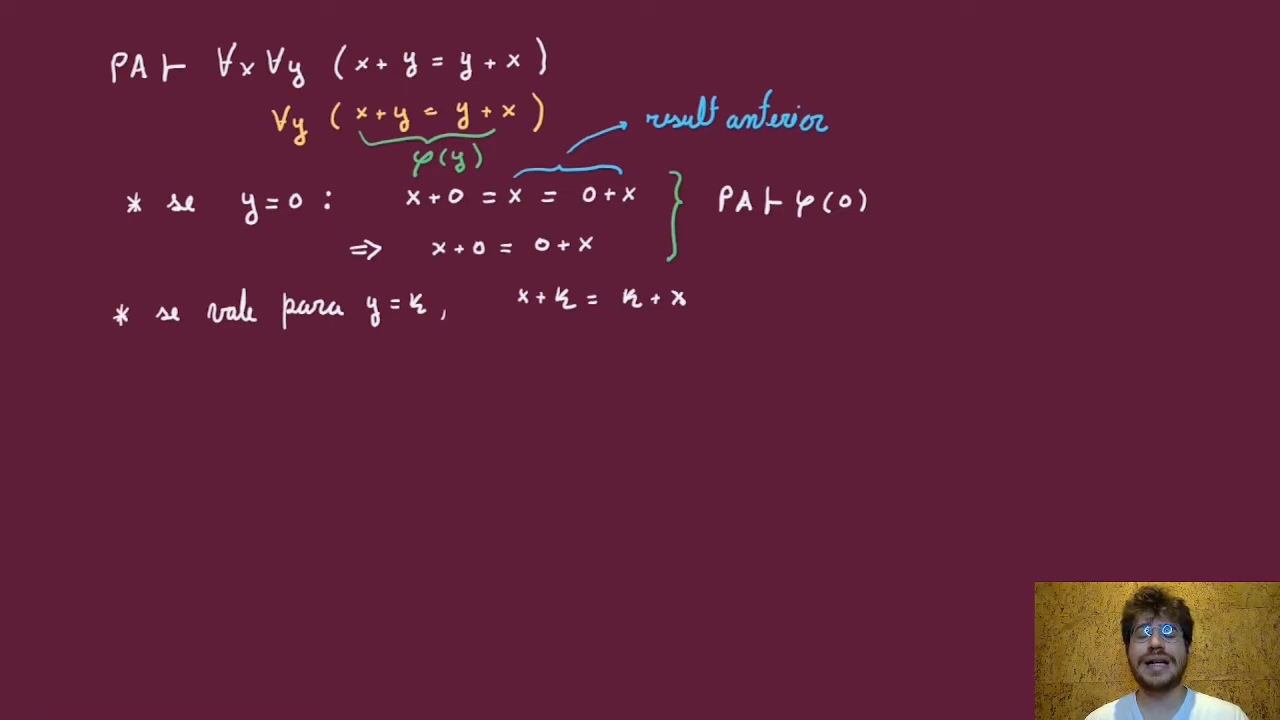 PA ⊢ ∀x ∀y (x + y = y + x)
∀y (x + y = y + x)
φ(y)
result anterior
* se y = 0 : x + 0 = x = 0 + x
PA ⊢ φ(0)
⇒ x + 0 = 0 + x
* se vale para y = k, x + k = k + x